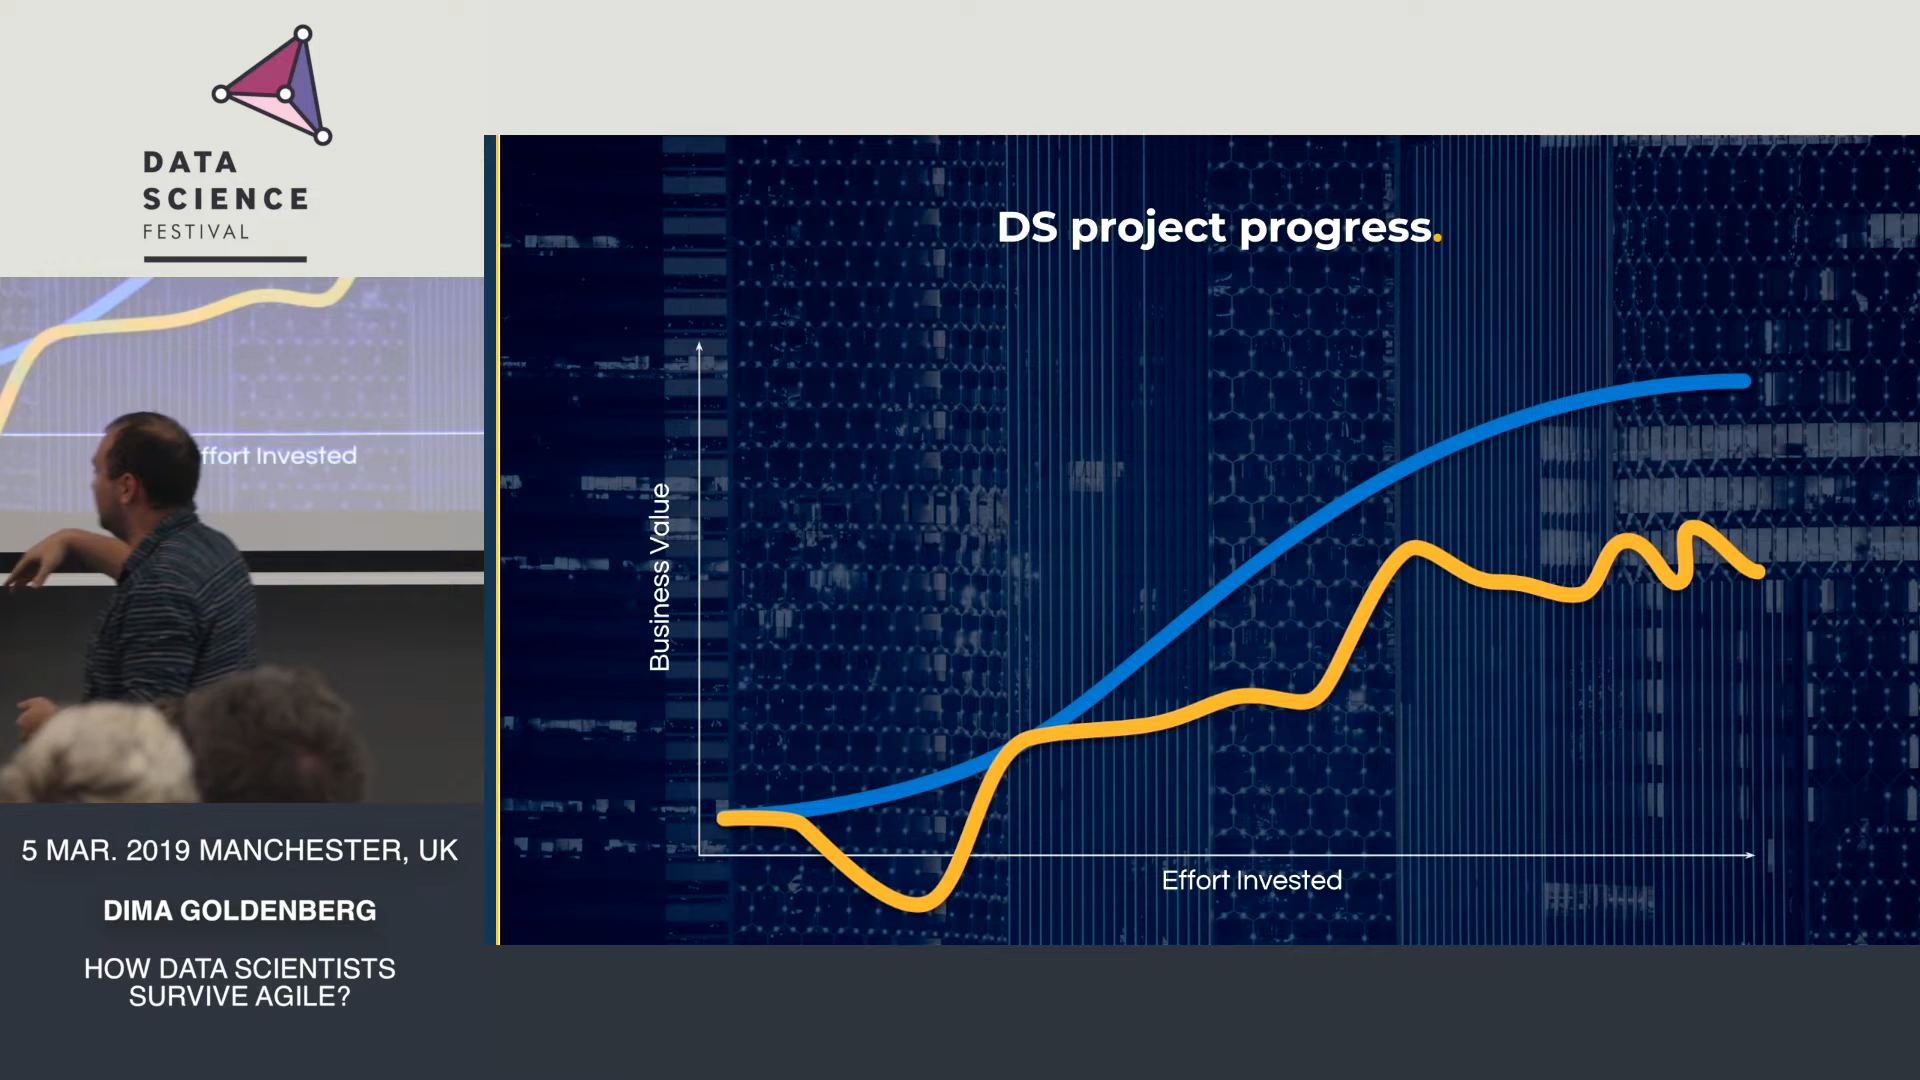 DATA
SCIENCE
FESTIVAL
ffort Invested
5 MAR. 2019 MANCHESTER, UK
DIMA GOLDENBERG
HOW DATA SCIENTISTS
SURVIVE AGILE?
DS project progress.
Business Value
Effort Invested